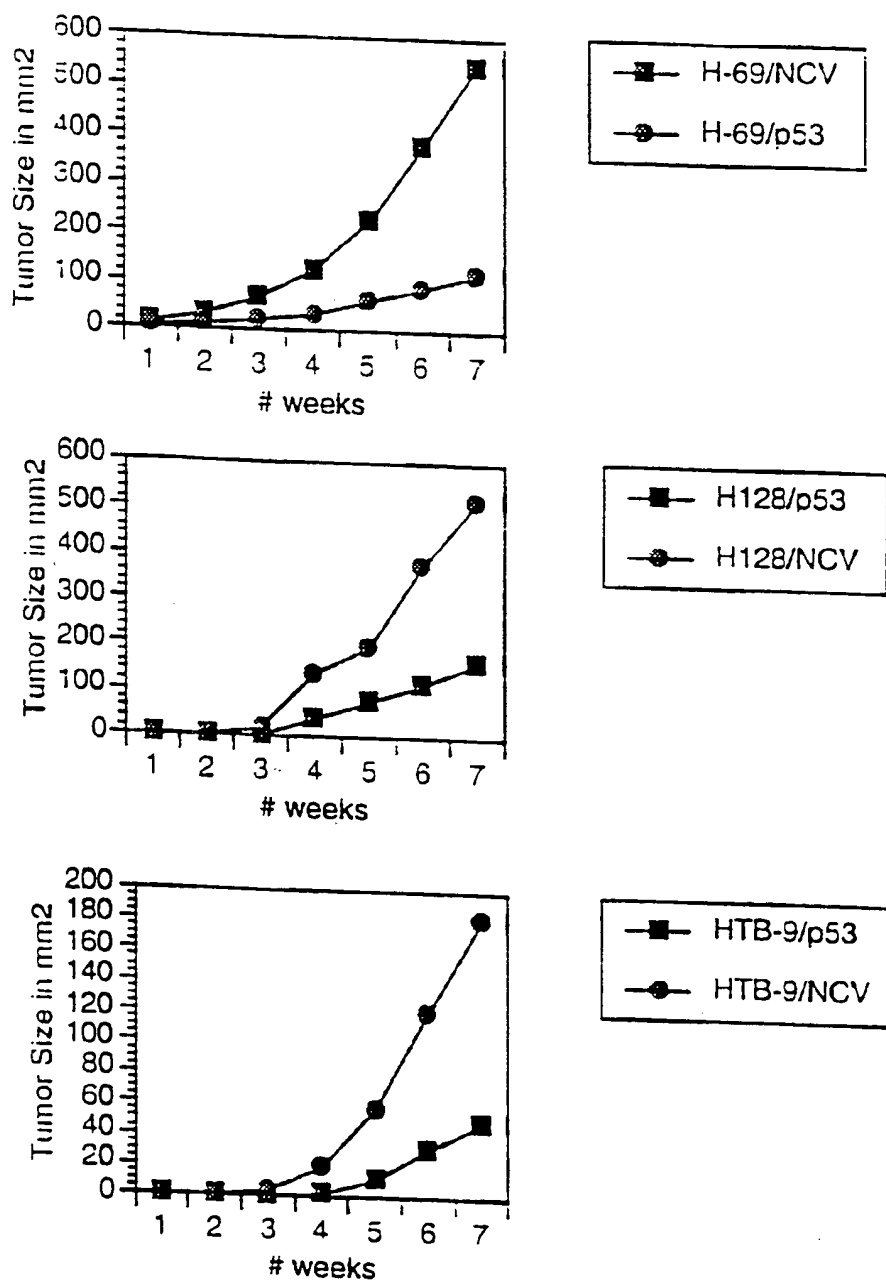 600
500
400
300
200
100
0
Tumor Size in mm2
1 2 3 4 5 6 7
# weeks
H-69/NCV
H-69/p53
600
500
400
300
200
100
0
Tumor Size in mm2
1 2 3 4 5 6 7
# weeks
H128/p53
H128/NCV
200
180
160
140
120
100
80
60
40
20
0
Tumor Size in mm2
1 2 3 4 5 6 7
# weeks
HTB-9/p53
HTB-9/NCV